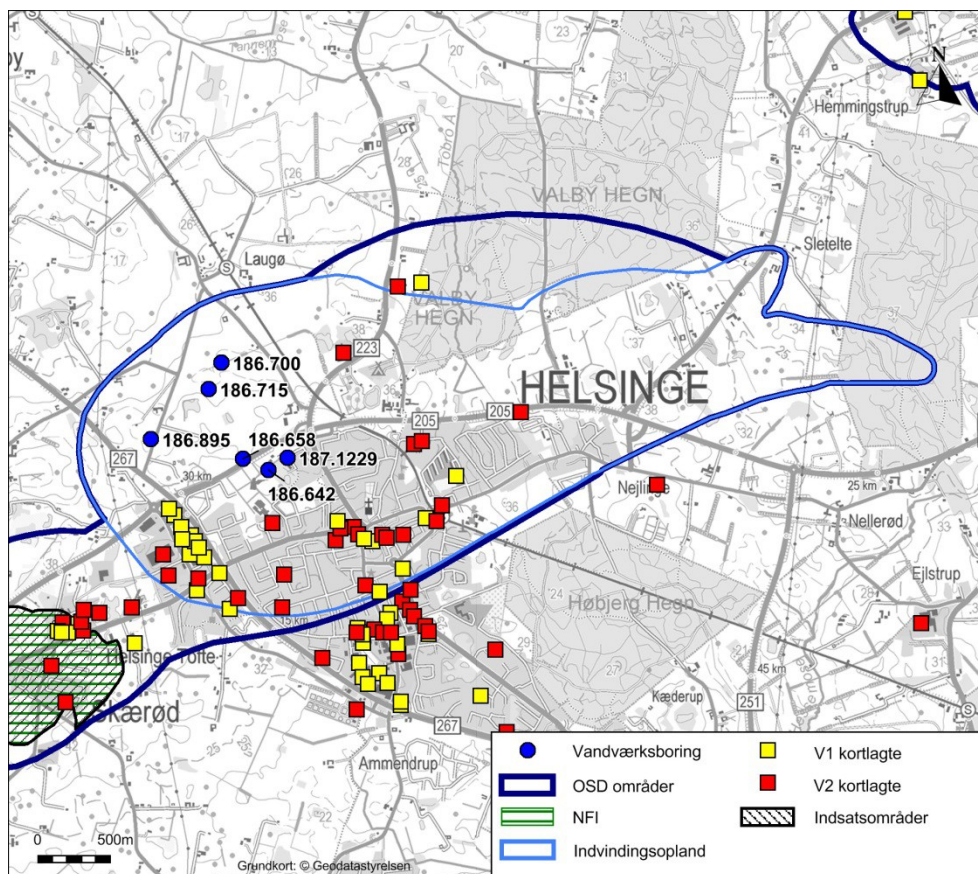 Hemmingstrup
N
VALBY HEGN
Tobro Å
Sletelte
Laugø
S
VALBY
HEGN
223
186.700
186.715
HELSINGE
205
205
186.895
186.658
187.1229
186.642
267
30 km
Nejlinge
25 km
Nellerød
Ejlstrup
Høbjerg Hegn
15 km
Helsinge Tofte
45 km
Skærød
Kæderup
251
S
267
Ammendrup
Vandværksboring
V1 kortlagte
OSD områder
V2 kortlagte
NFI
Indsatsområder
Indvindingsopland
0 500m
Grundkort: © Geodatastyrelsen